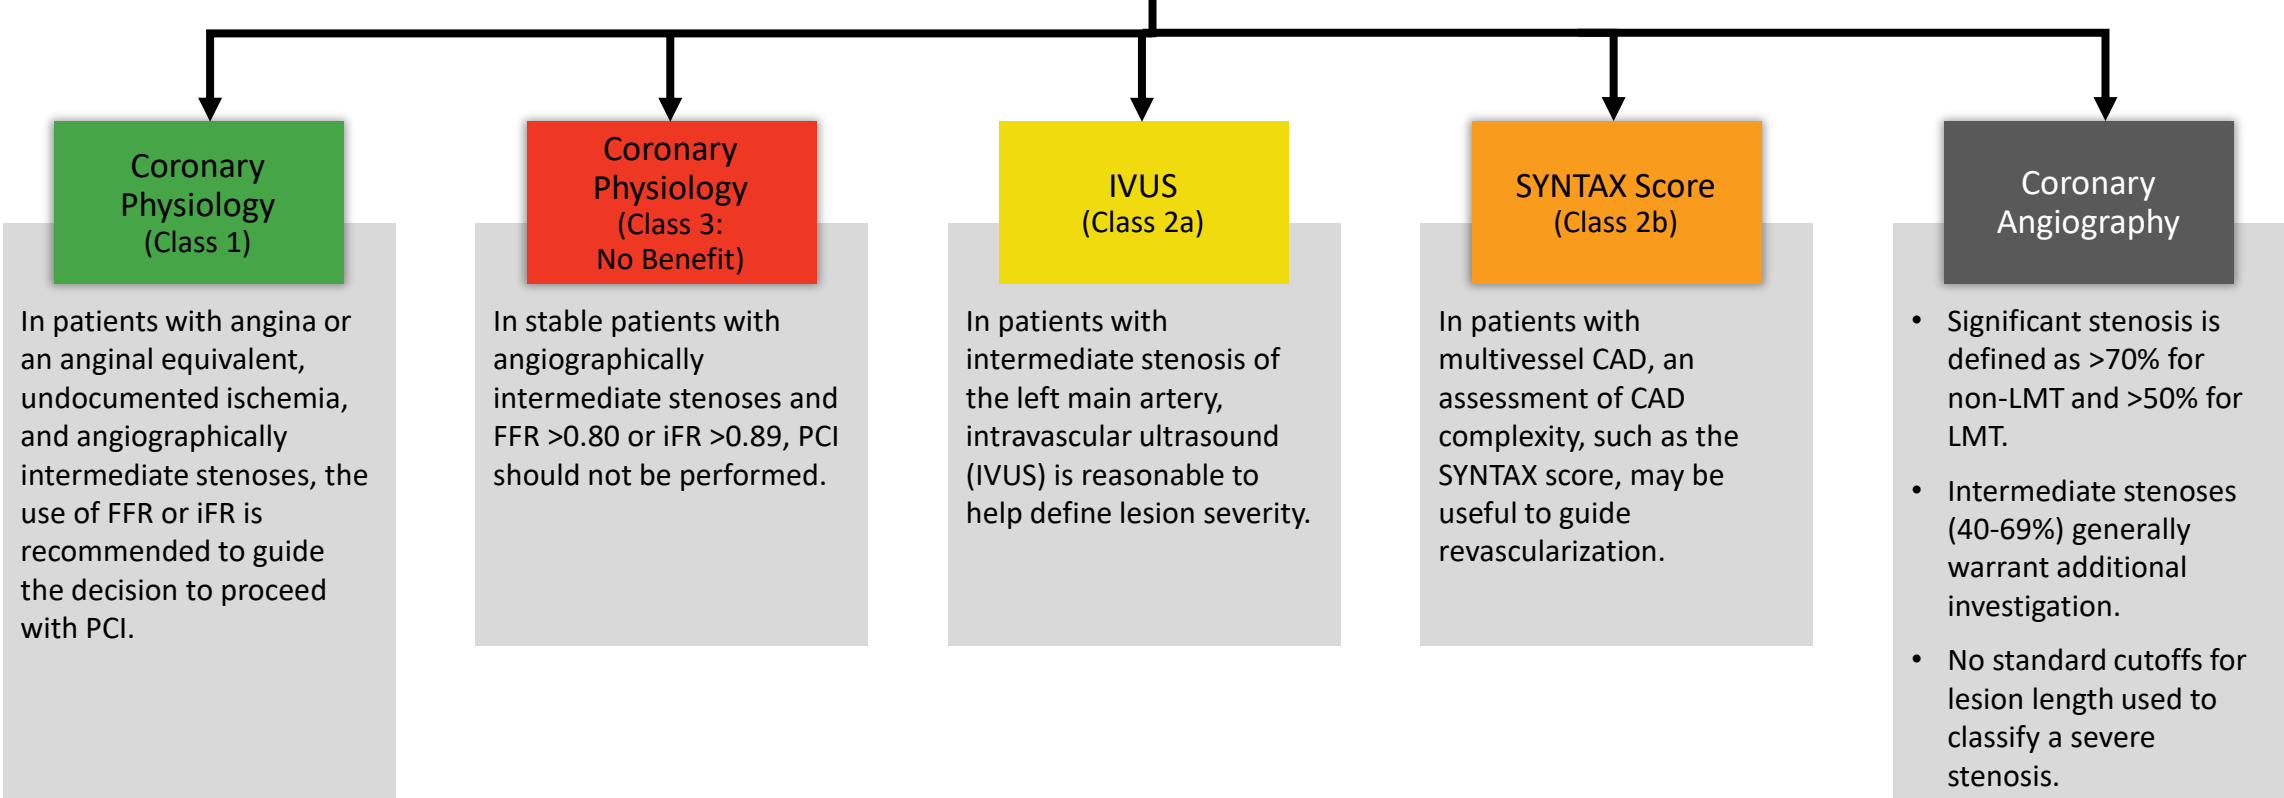 Coronary
Physiology
(Class 1)
In patients with angina or
an anginal equivalent,
undocumented ischemia,
and angiographically
intermediate stenoses, the
use of FFR or iFR is
recommended to guide
the decision to proceed
with PCI.
Coronary
Physiology
(Class 3:
No Benefit)
In stable patients with
angiographically
intermediate stenoses and
FFR >0.80 or iFR >0.89, PCI
should not be performed.
IVUS
(Class 2a)
In patients with
intermediate stenosis of
the left main artery,
intravascular ultrasound
(IVUS) is reasonable to
help define lesion severity.
SYNTAX Score
(Class 2b)
In patients with
multivessel CAD, an
assessment of CAD
complexity, such as the
SYNTAX score, may be
useful to guide
revascularization.
Coronary
Angiography
• Significant stenosis is
defined as >70% for
non-LMT and >50% for
LMT.
• Intermediate stenoses
(40-69%) generally
warrant additional
investigation.
• No standard cutoffs for
lesion length used to
classify a severe
stenosis.